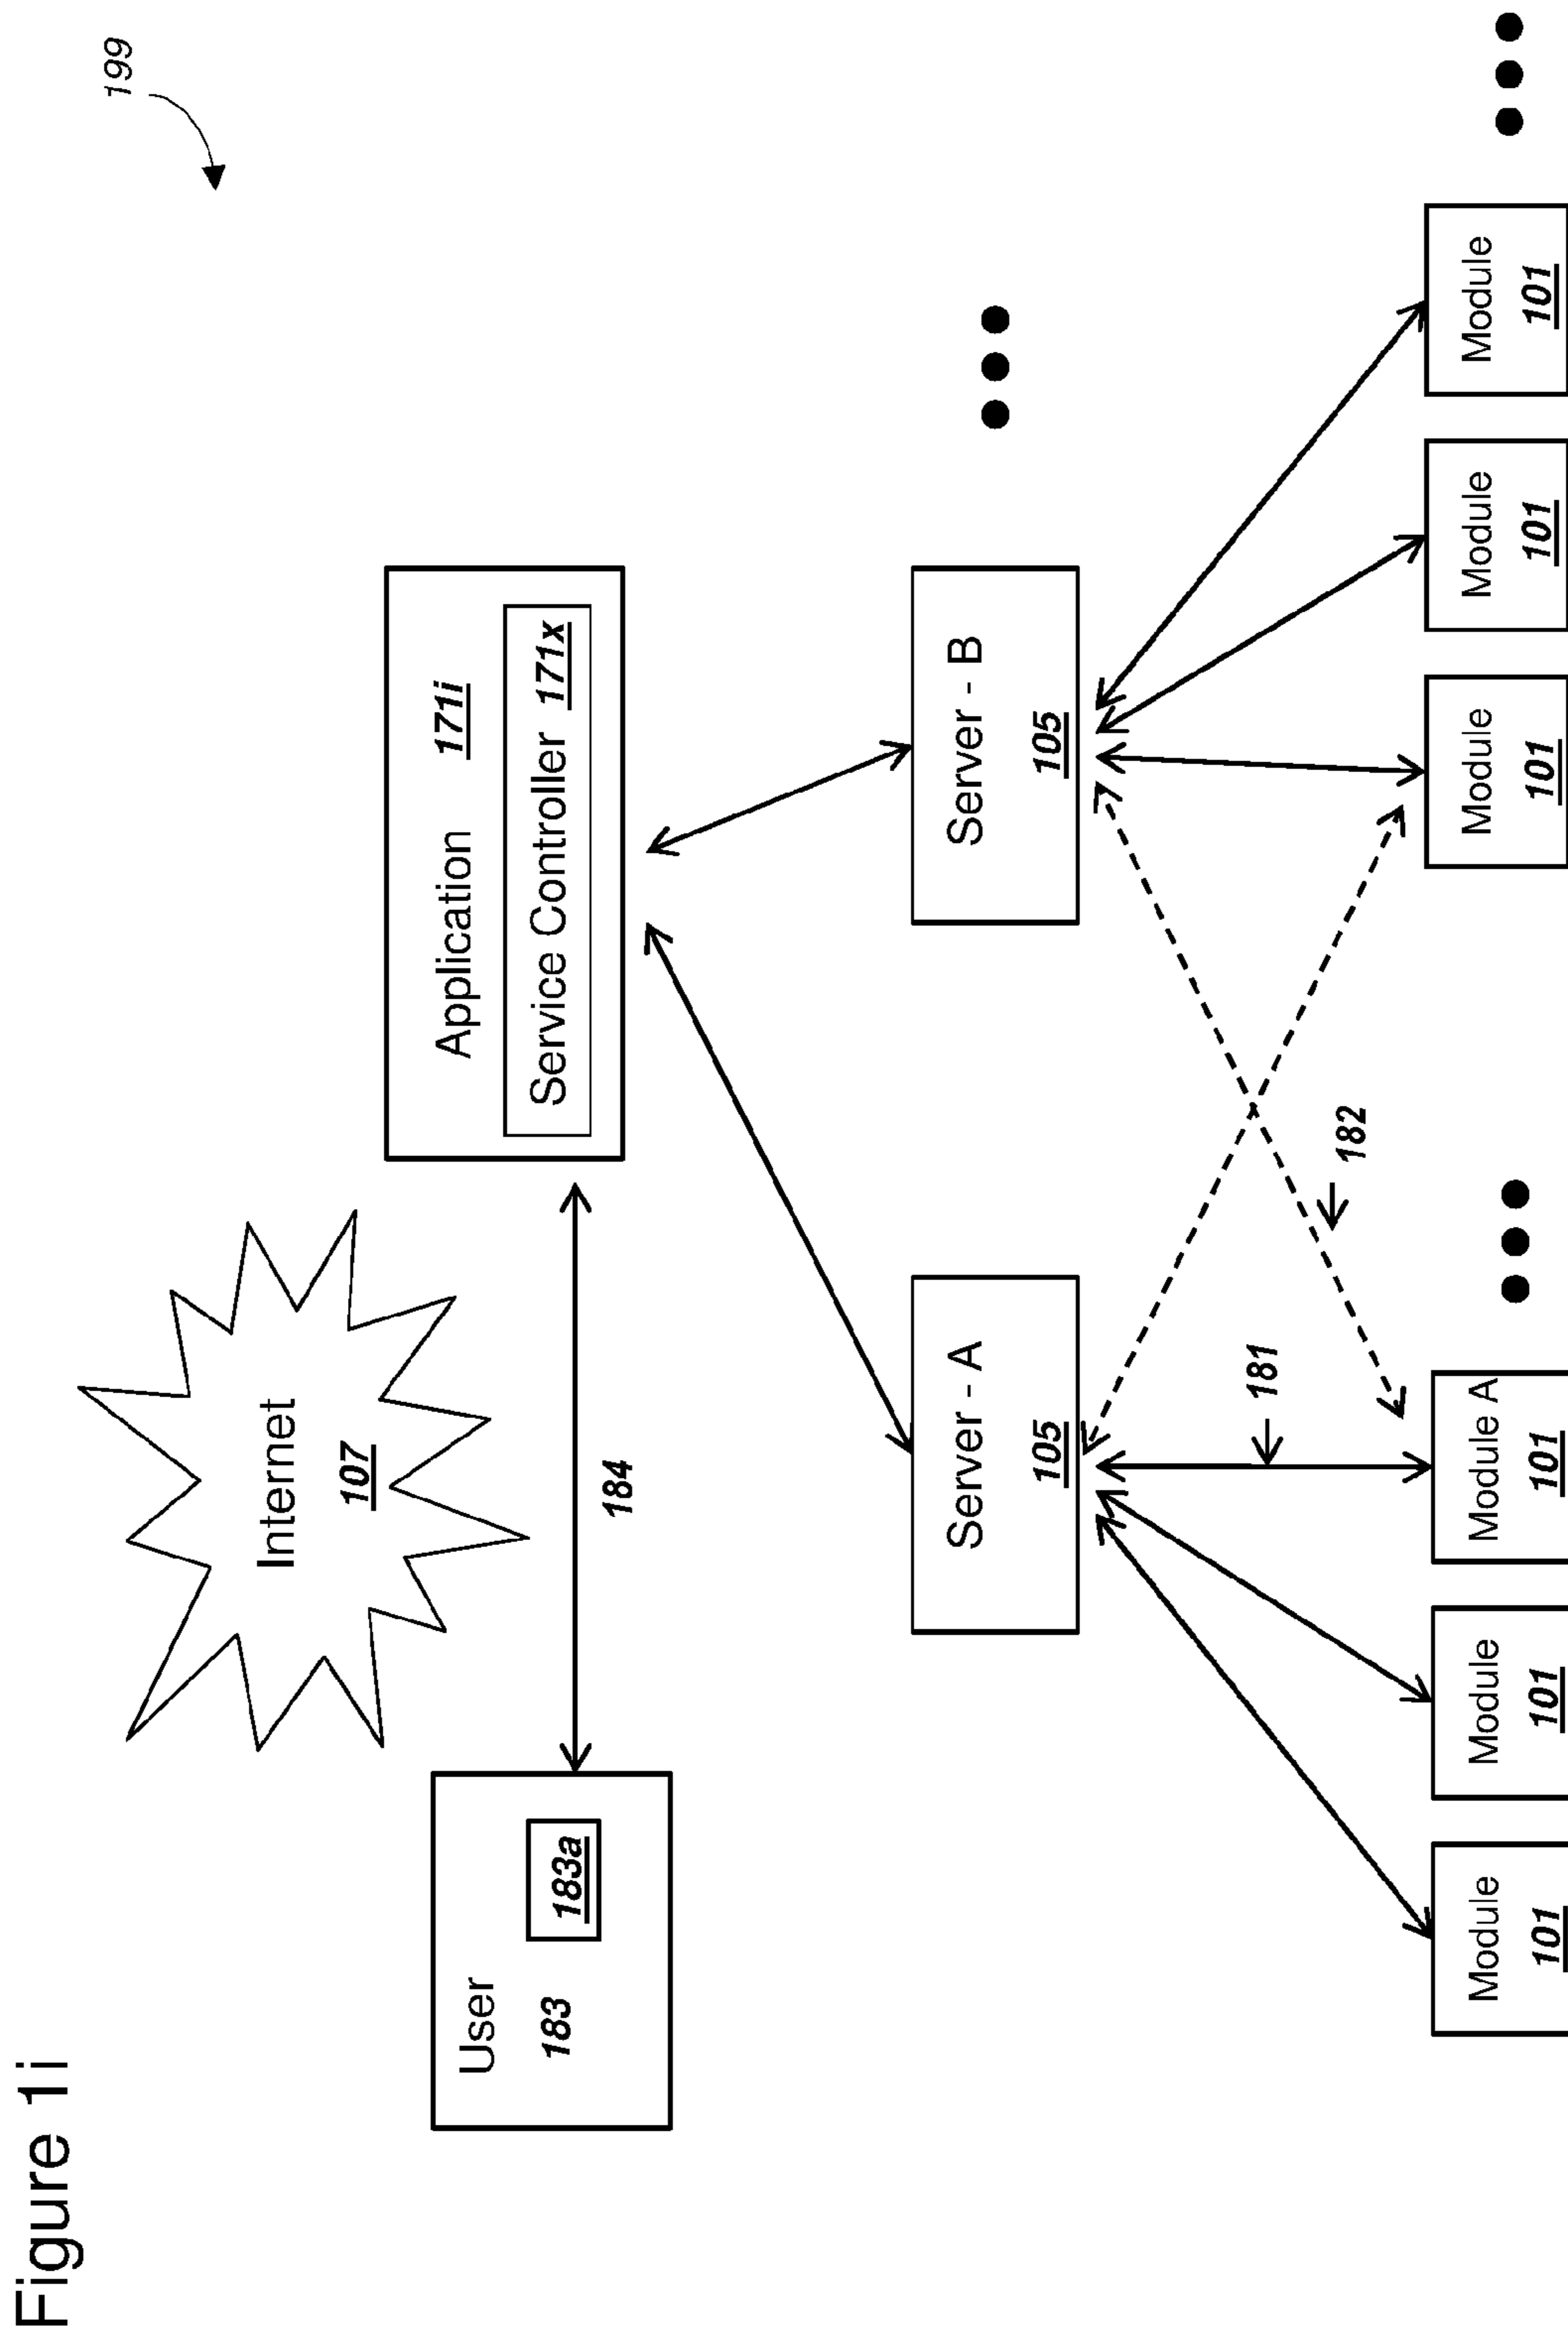 Figure 1i
199
Internet
107
User
183
183a
184
Application 171i
Service Controller 171x
Server - A
105
Server - B
105
181
182
Module
101
Module
101
Module A
101
Module
101
Module
101
Module
101